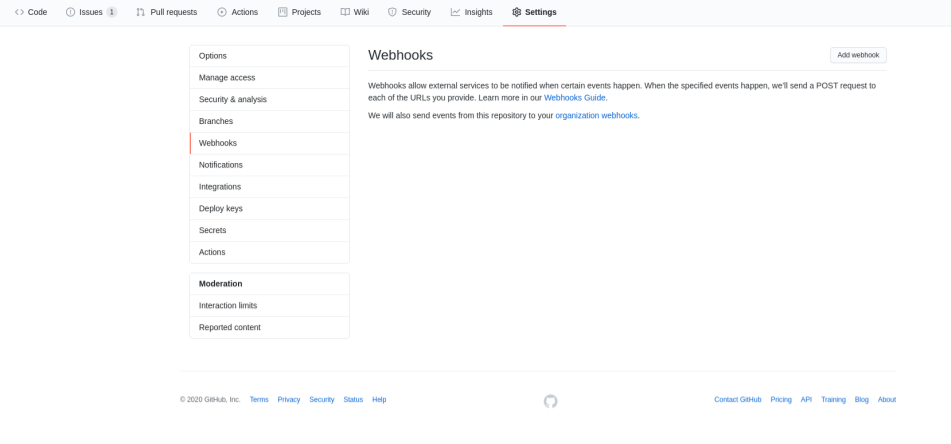 Code Issues 1 Pull requests Actions Projects Wiki Security Insights Settings
Options
Manage access
Security & analysis
Branches
Webhooks
Notifications
Integrations
Deploy keys
Secrets
Actions
Moderation
Interaction limits
Reported content
Webhooks
Add webhook
Webhooks allow external services to be notified when certain events happen. When the specified events happen, we'll send a POST request to
each of the URLs you provide. Learn more in our Webhooks Guide.
We will also send events from this repository to your organization webhooks.
© 2020 GitHub, Inc. Terms Privacy Security Status Help
Contact GitHub Pricing API Training Blog About